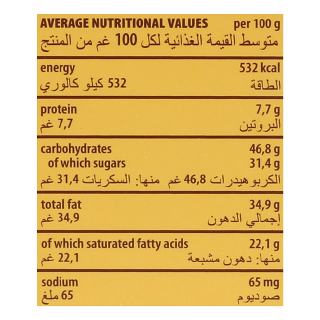 AVERAGE NUTRITIONAL VALUES per 100 g
متوسط القيمة الغذائية لكل 100 غم من المنتج
energy 532 kcal
الطاقة 532 كيلو كالوري
protein 7,7 g
البروتين 7,7 غم
carbohydrates 46,8 g
of which sugars 31,4 g
الكربوهيدرات 46,8 غم منها: السكريات 31,4 غم
total fat 34,9 g
إجمالي الدهون 34,9 غم
of which saturated fatty acids 22,1 g
منها: دهون مشبعة 22,1 غم
sodium 65 mg
صوديوم 65 ملغ